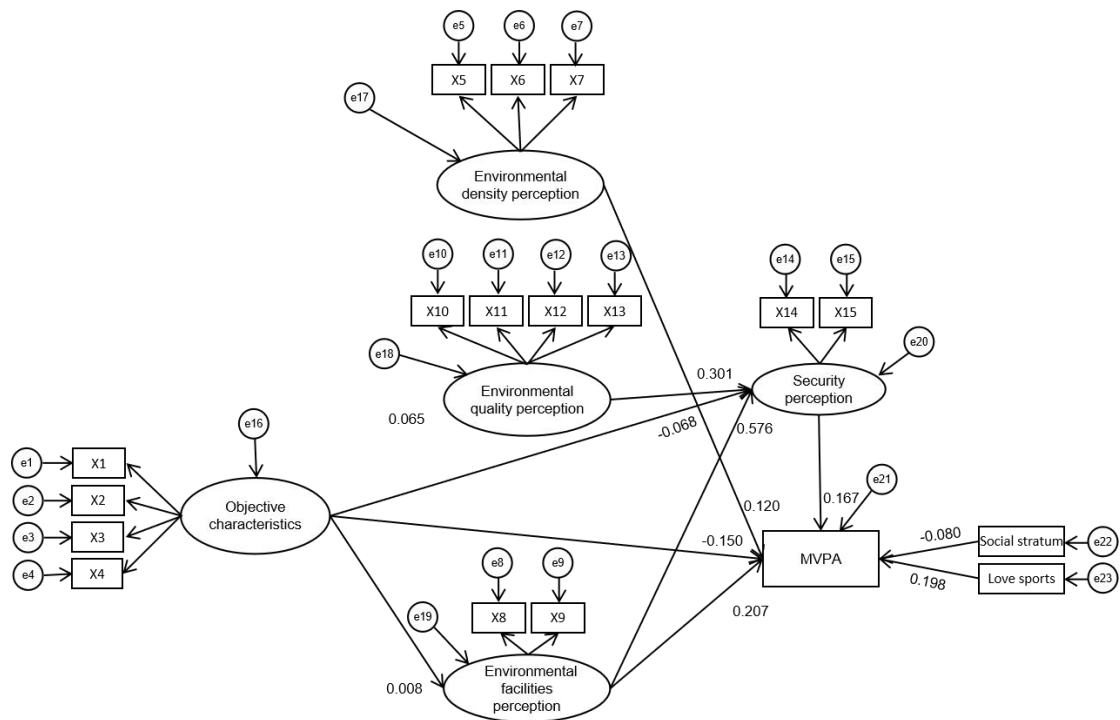 e5
e6
e7
X5
X6
X7
e17
Environmental
density perception
e10
e11
e12
e13
X10
X11
X12
X13
e14
e15
X14
X15
e18
e20
Environmental
quality perception
0.301
Security
perception
0.065
-0.068
0.576
e16
e1
X1
e2
X2
e3
X3
e4
X4
Objective
characteristics
0.167
e21
0.120
-0.150
MVPA
-0.080
Social stratum
e22
0.198
Love sports
e23
e8
e9
X8
X9
e19
0.207
Environmental
facilities
perception
0.008